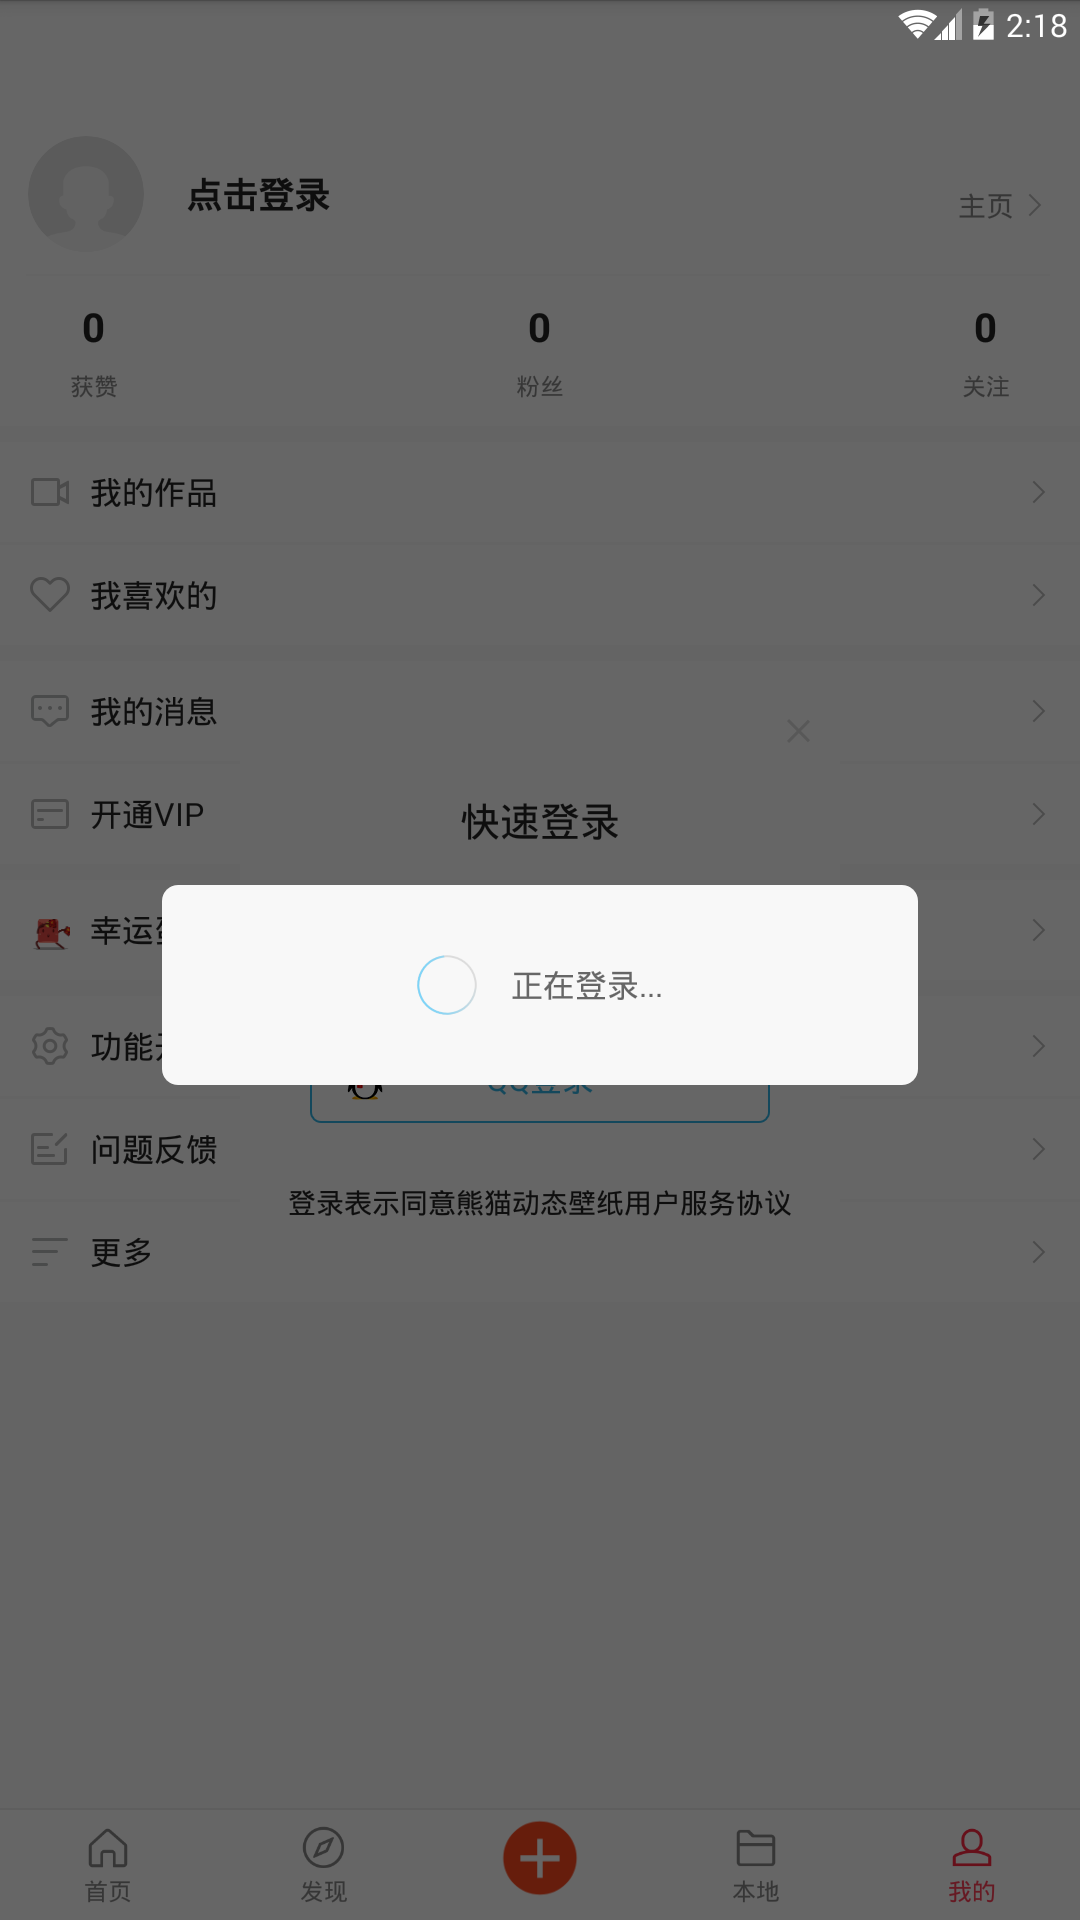 2:18
点击登录
主页
0
0
0
获赞
粉丝
关注
我的作品
我喜欢的
我的消息
快速登录
开通VIP
幸运
正在登录...
功能
QQ登录
问题反馈
登录表示同意熊猫动态壁纸用户服务协议
更多
首页
发现
本地
我的